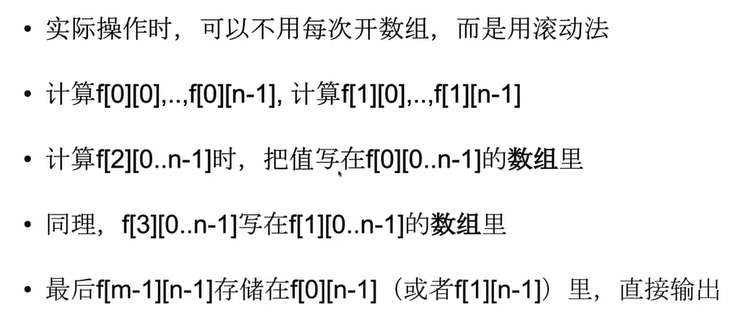 • 实际操作时，可以不用每次开数组，而是用滚动法
• 计算f[0][0],..,f[0][n-1], 计算f[1][0],..,f[1][n-1]
• 计算f[2][0..n-1]时，把值写在f[0][0..n-1]的数组里
• 同理，f[3][0..n-1]写在f[1][0..n-1]的数组里
• 最后f[m-1][n-1]存储在f[0][n-1]（或者f[1][n-1]）里，直接输出